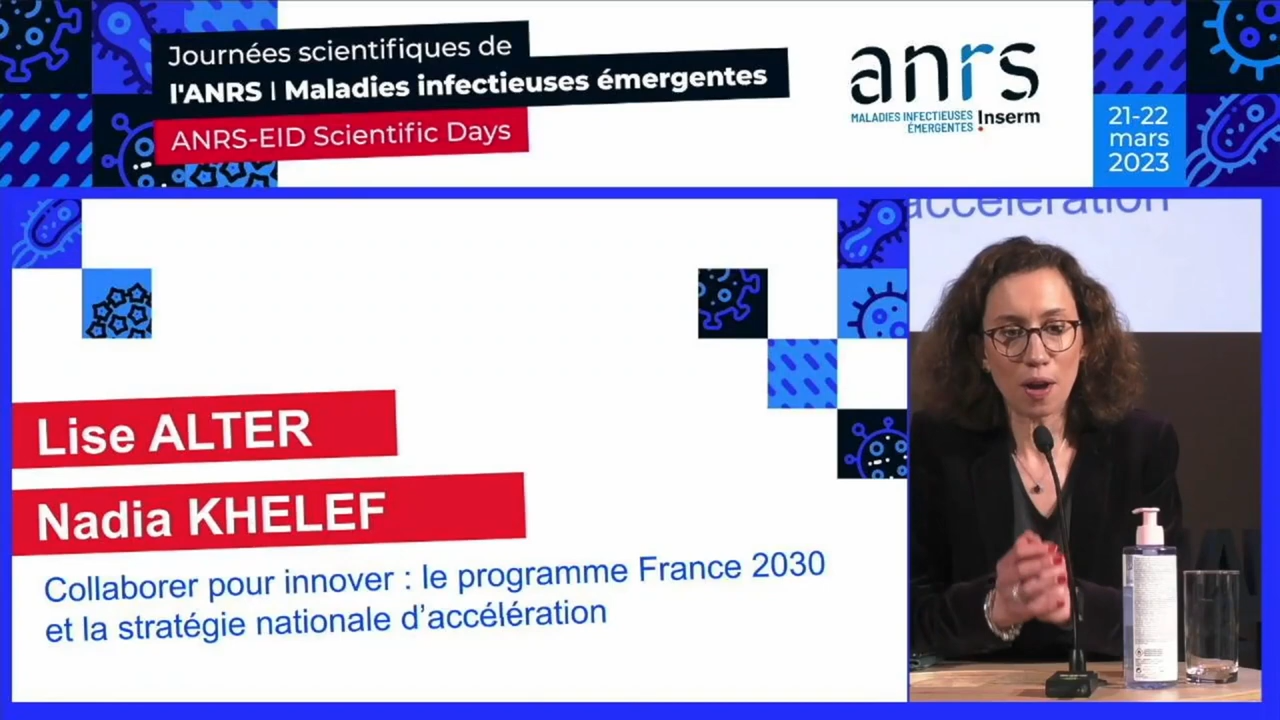 Journées scientifiques de
l'ANRS | Maladies infectieuses émergentes
ANRS-EID Scientific Days
anrs
MALADIES INFECTIEUSES
ÉMERGENTES Inserm
21-22
mars
2023
accélération
Lise ALTER
Nadia KHELEF
Collaborer pour innover : le programme France 2030
et la stratégie nationale d'accélération